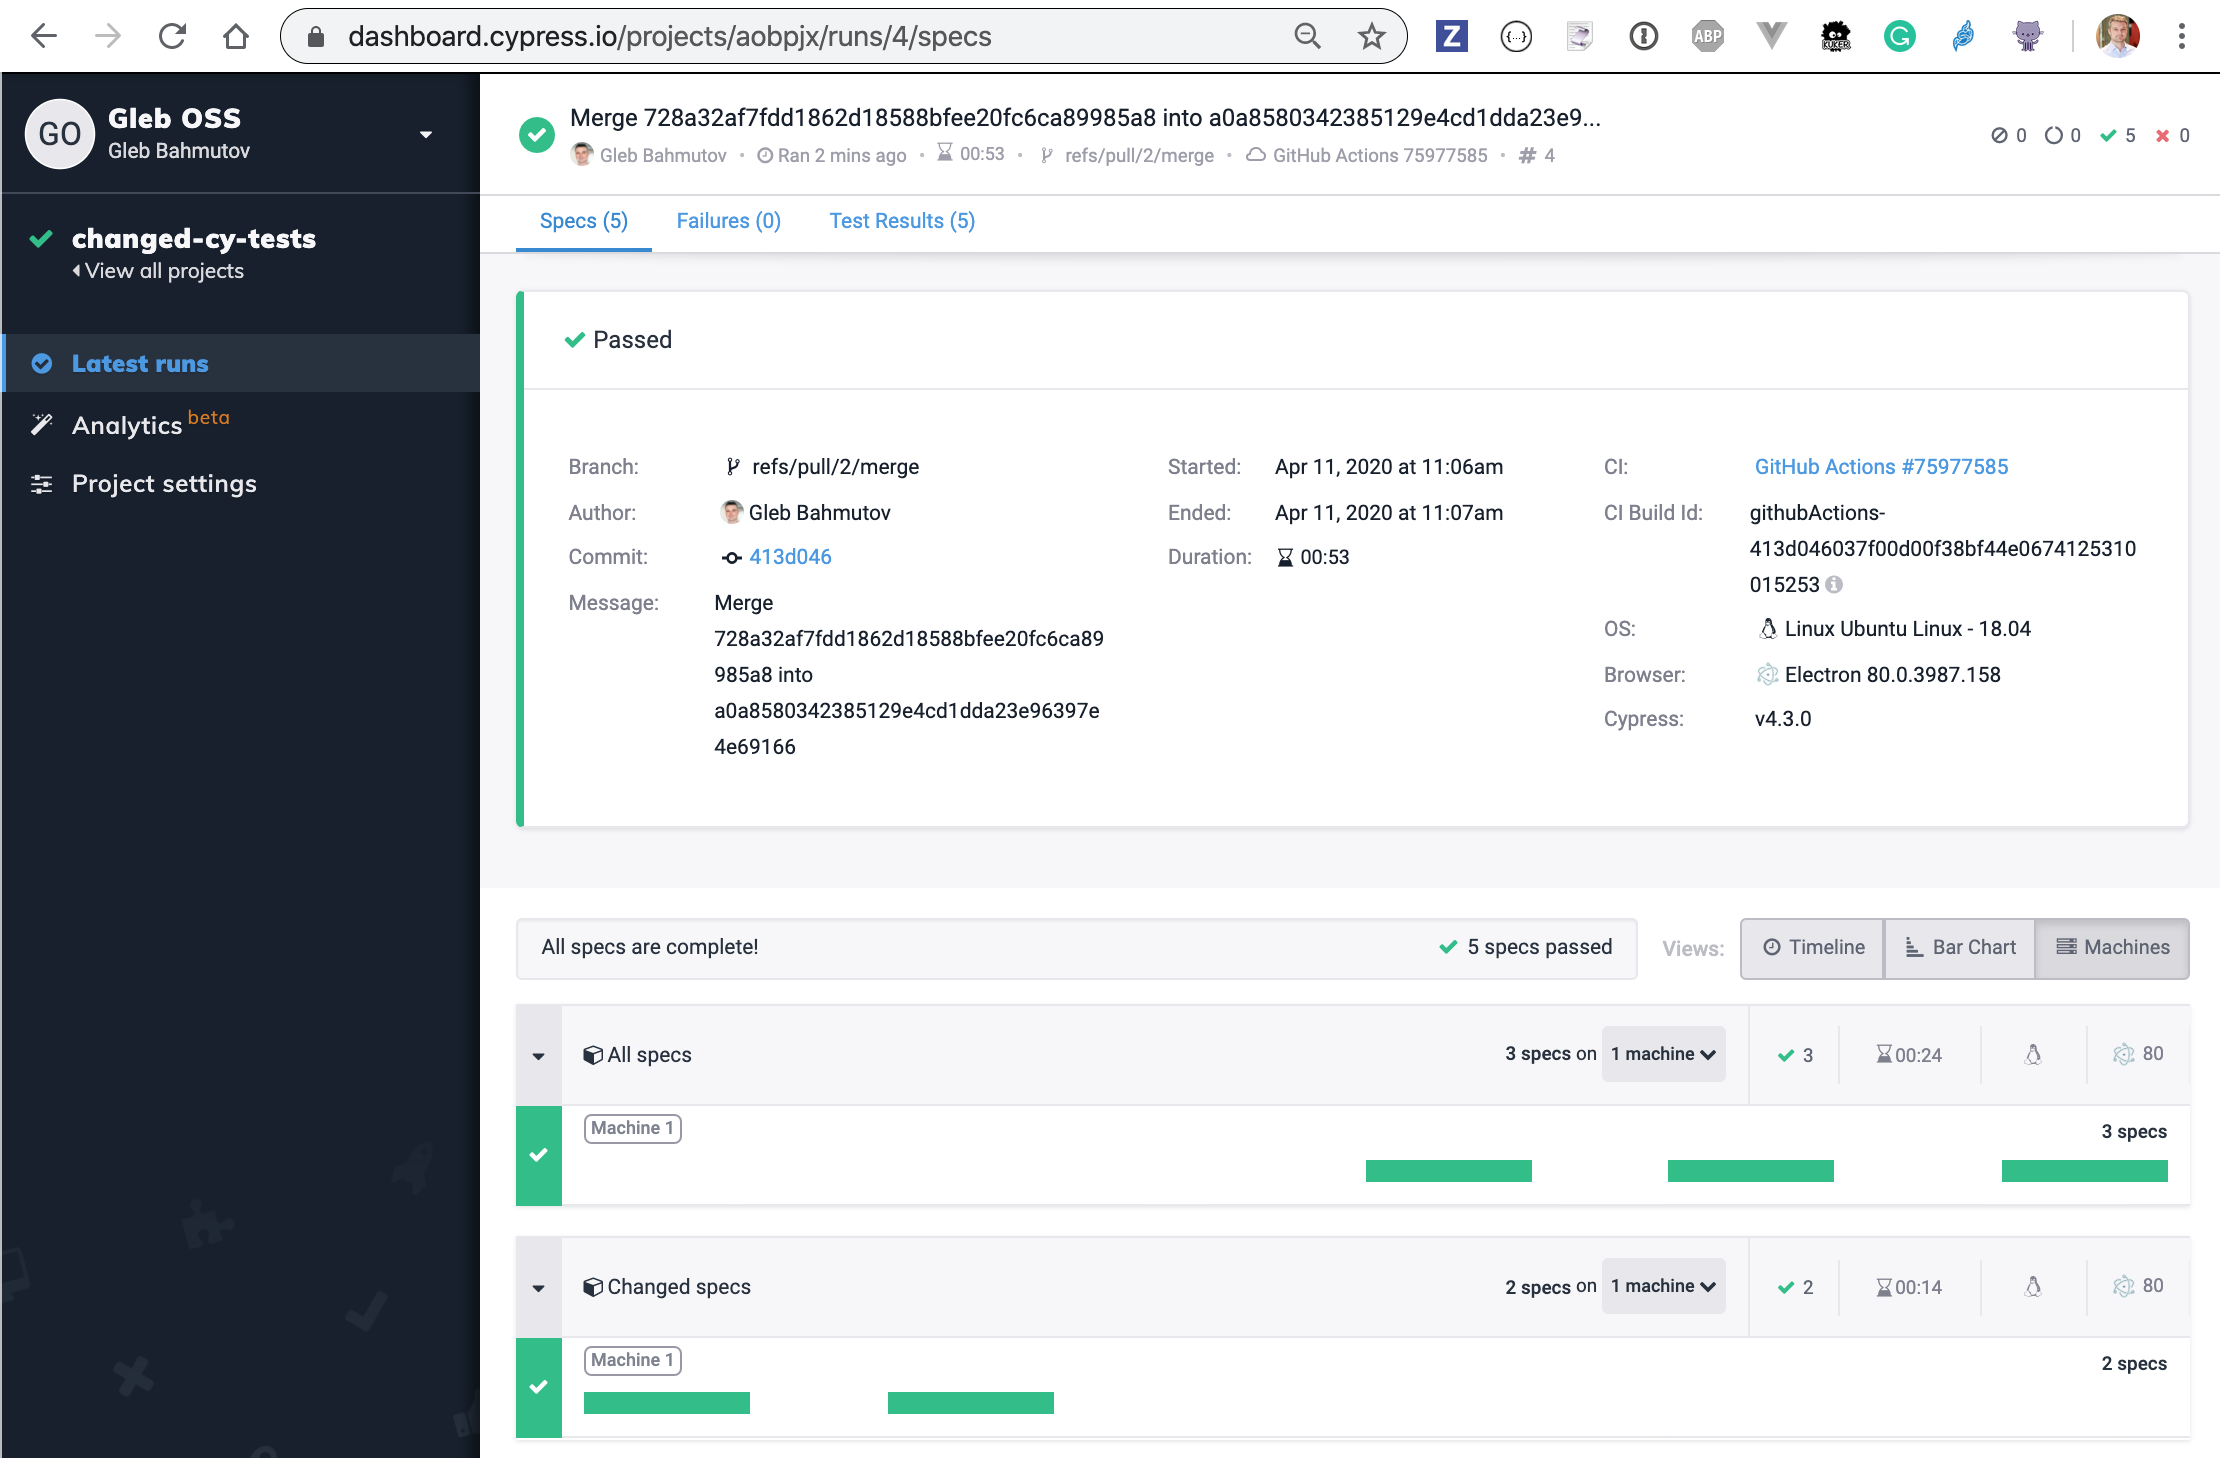 dashboard.cypress.io/projects/aobpjx/runs/4/specs
Z
{...}
ABP
KUKER
G
GO
Gleb OSS
Gleb Bahmutov
changed-cy-tests
View all projects
Latest runs
Analytics beta
Project settings
Merge 728a32af7fdd1862d18588bfee20fc6ca89985a8 into a0a8580342385129e4cd1dda23e9...
Gleb Bahmutov • Ran 2 mins ago • 00:53 • refs/pull/2/merge • GitHub Actions 75977585 • # 4
0 0 5 0
Specs (5) Failures (0) Test Results (5)
Passed
Branch: refs/pull/2/merge
Author: Gleb Bahmutov
Commit: 413d046
Message: Merge
728a32af7fdd1862d18588bfee20fc6ca89
985a8 into
a0a8580342385129e4cd1dda23e96397e
4e69166
Started: Apr 11, 2020 at 11:06am
Ended: Apr 11, 2020 at 11:07am
Duration: 00:53
CI: GitHub Actions #75977585
CI Build Id: githubActions-
413d046037f00d00f38bf44e0674125310
015253
OS: Linux Ubuntu Linux - 18.04
Browser: Electron 80.0.3987.158
Cypress: v4.3.0
All specs are complete! 5 specs passed
Views: Timeline Bar Chart Machines
All specs 3 specs on 1 machine 3 00:24 80
Machine 1 3 specs
Changed specs 2 specs on 1 machine 2 00:14 80
Machine 1 2 specs